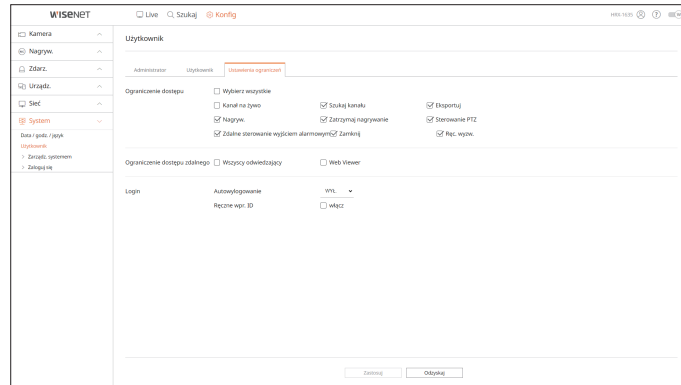 WISENET
Live Szukaj Konfig
HRX-1635
Kamera
Nagryw.
Zdarz.
Urządz.
Sieć
System
Data / godz. / język
Użytkownik
Zarządz. systemem
Zaloguj się
Użytkownik
Administrator Użytkownik Ustawienia ograniczeń
Ograniczenie dostępu Wybierz wszystkie
Kanał na żywo Szukaj kanału Eksportuj
Nagryw. Zatrzymaj nagrywanie Sterowanie PTZ
Zdalne sterowanie wyjściem alarmowym Zamknij Ręc. wyzw.
Ograniczenie dostępu zdalnego Wszyscy odwiedzający Web Viewer
Login Autowylogowanie WYŁ.
Ręczne wpr. ID włącz
Zastosuj Odzyskaj